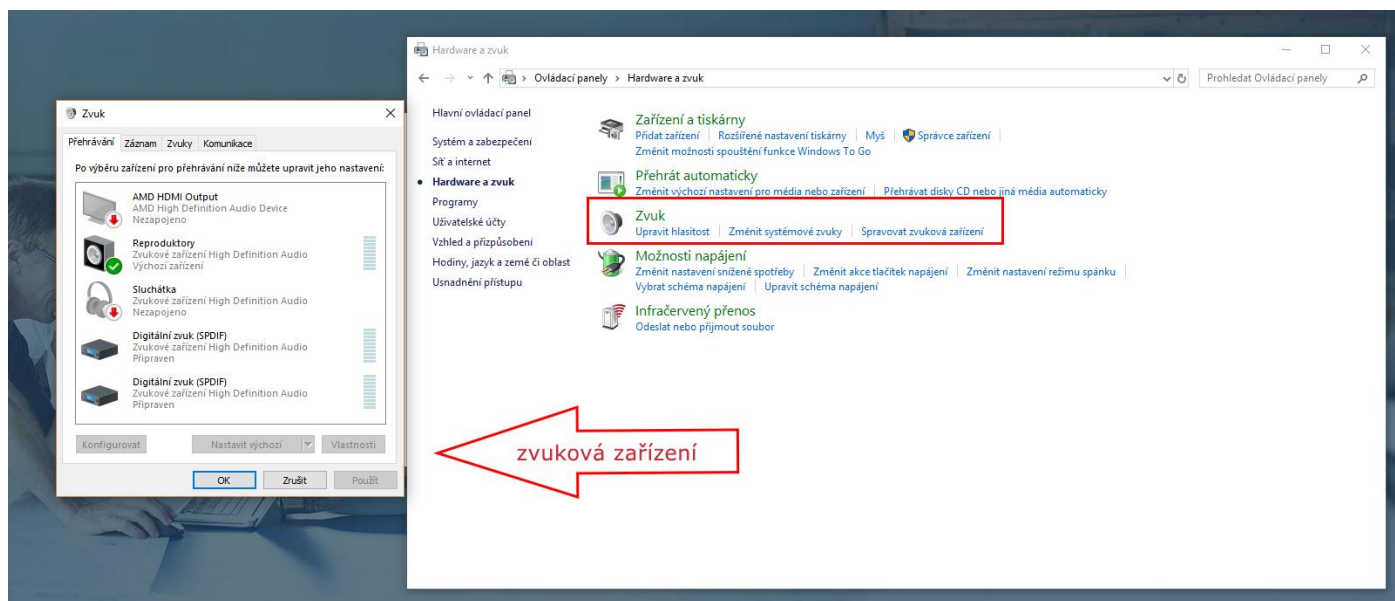 Zvuk
Přehrávání Záznam Zvuky Komunikace
Po výběru zařízení pro přehrávání níže můžete upravit jeho nastavení:
AMD HDMI Output
AMD High Definition Audio Device
Nezapojeno
Reproduktory
Zvukové zařízení High Definition Audio
Výchozí zařízení
Sluchátka
Zvukové zařízení High Definition Audio
Nezapojeno
Digitální zvuk (SPDIF)
Zvukové zařízení High Definition Audio
Připraven
Digitální zvuk (SPDIF)
Zvukové zařízení High Definition Audio
Připraven
Konfigurovat Nastavit výchozí Vlastnosti
OK Zrušit Použít
Hardware a zvuk
Ovládací panely > Hardware a zvuk Prohledat Ovládací panely
Hlavní ovládací panel
Systém a zabezpečení
Síť a internet
Hardware a zvuk
Programy
Uživatelské účty
Vzhled a přizpůsobení
Hodiny, jazyk a země či oblast
Usnadnění přístupu
Zařízení a tiskárny
Přidat zařízení Rozšířené nastavení tiskárny Myš Správce zařízení
Změnit možnosti spouštění funkce Windows To Go
Přehrát automaticky
Změnit výchozí nastavení pro média nebo zařízení Přehrávat disky CD nebo jiná média automaticky
Zvuk
Upravit hlasitost Změnit systémové zvuky Spravovat zvuková zařízení
Možnosti napájení
Změnit nastavení snížené spotřeby Změnit akce tlačítek napájení Změnit nastavení režimu spánku
Vybrat schéma napájení Upravit schéma napájení
Infračervený přenos
Odeslat nebo přijmout soubor
zvuková zařízení